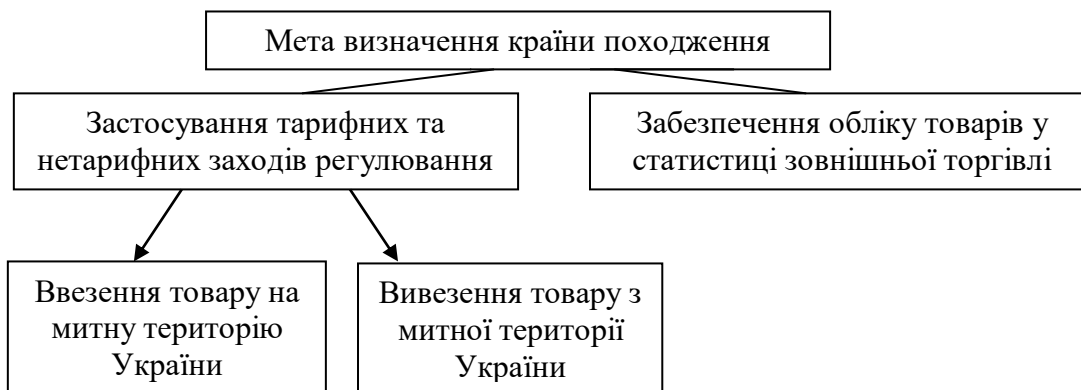 Мета визначення країни походження
Застосування тарифних та
нетарифних заходів регулювання
Забезпечення обліку товарів у
статистиці зовнішньої торгівлі
Ввезення товару на
митну територію
України
Вивезення товару з
митної території
України